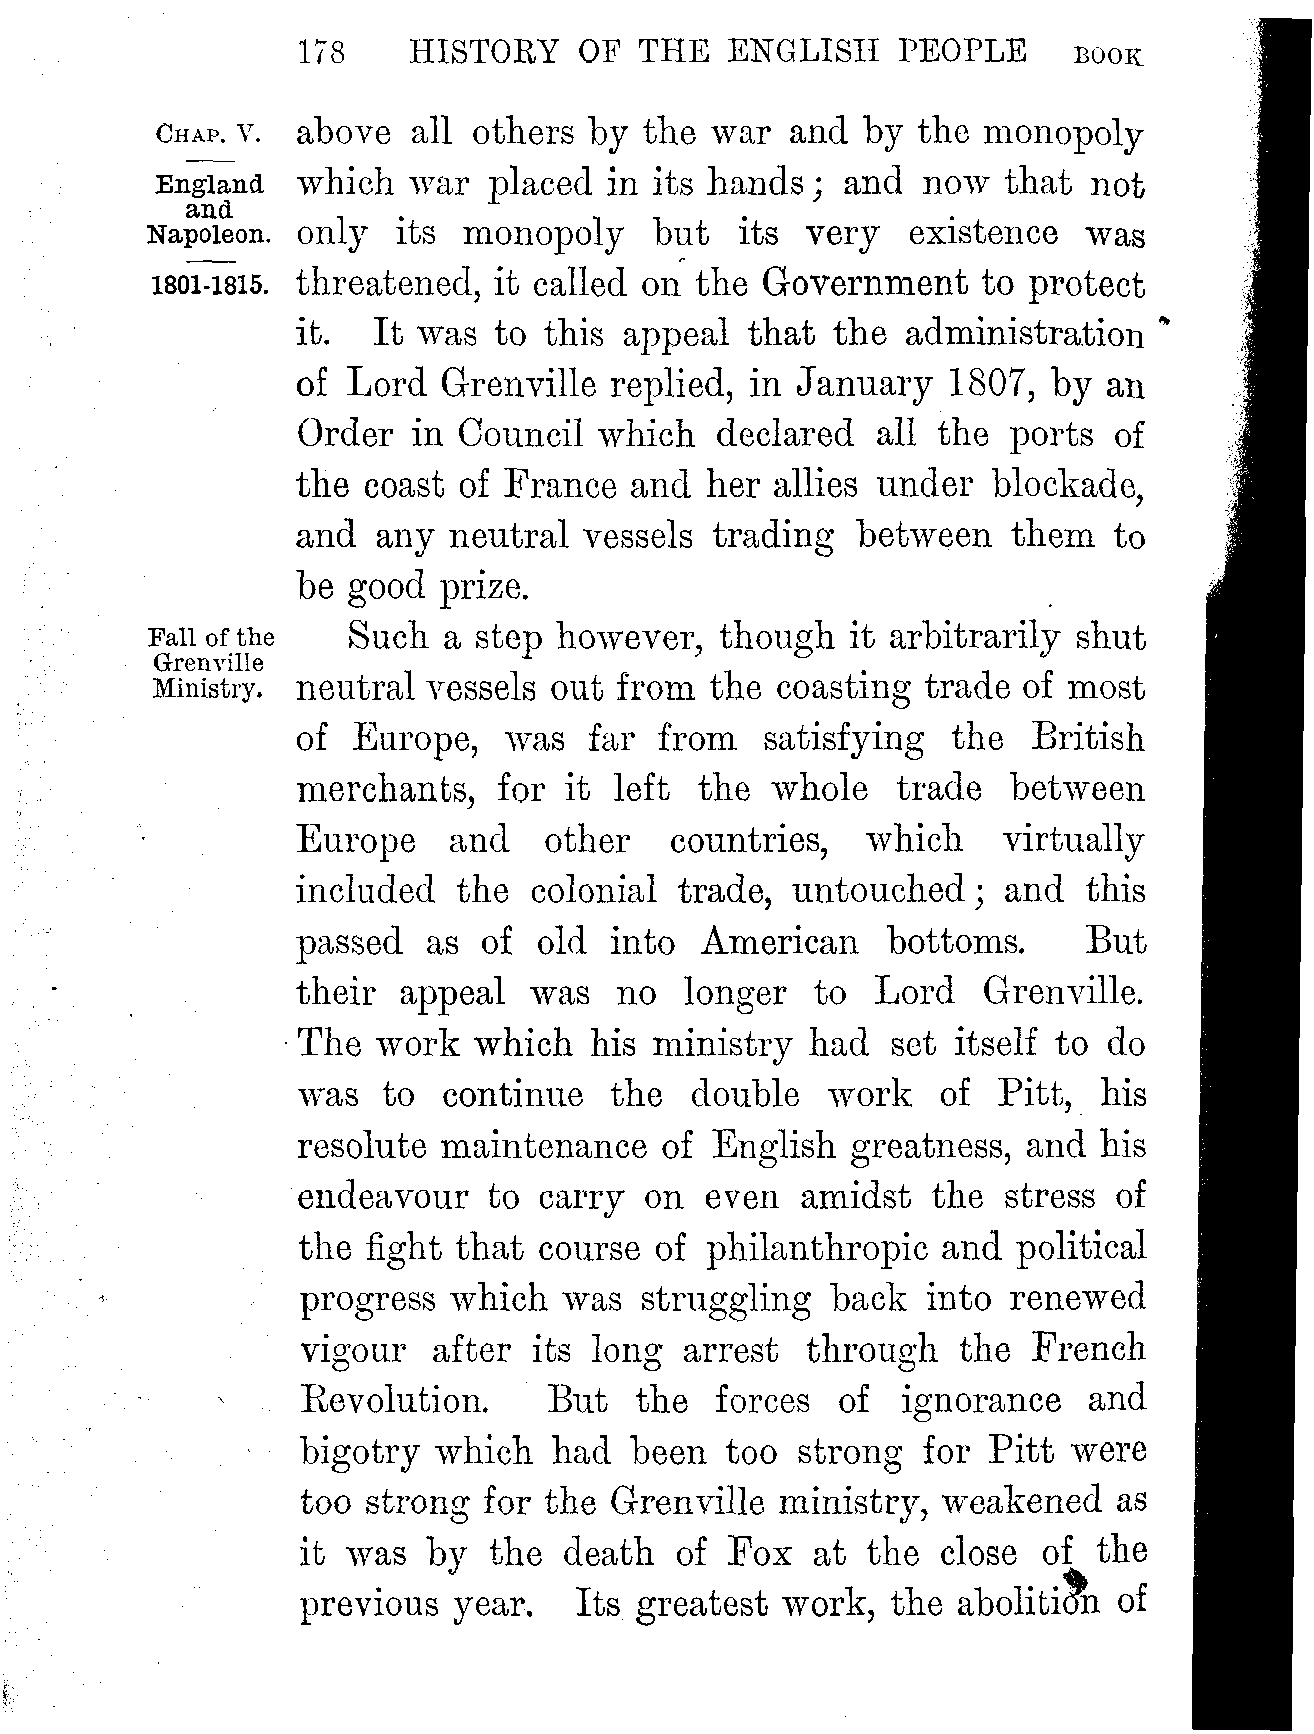 178 HISTORY OF THE ENGLISH PEOPLE BOOK
CHAP. V.
England
and
Napoleon.
1801-1815.
above all others by the war and by the monopoly
which war placed in its hands; and now that not
only its monopoly but its very existence was
threatened, it called on the Government to protect
it. It was to this appeal that the administration
of Lord Grenville replied, in January 1807, by an
Order in Council which declared all the ports of
the coast of France and her allies under blockade,
and any neutral vessels trading between them to
be good prize.
Fall of the
Grenville
Ministry.
Such a step however, though it arbitrarily shut
neutral vessels out from the coasting trade of most
of Europe, was far from satisfying the British
merchants, for it left the whole trade between
Europe and other countries, which virtually
included the colonial trade, untouched; and this
passed as of old into American bottoms. But
their appeal was no longer to Lord Grenville.
The work which his ministry had set itself to do
was to continue the double work of Pitt, his
resolute maintenance of English greatness, and his
endeavour to carry on even amidst the stress of
the fight that course of philanthropic and political
progress which was struggling back into renewed
vigour after its long arrest through the French
Revolution. But the forces of ignorance and
bigotry which had been too strong for Pitt were
too strong for the Grenville ministry, weakened as
it was by the death of Fox at the close of the
previous year. Its greatest work, the abolition of